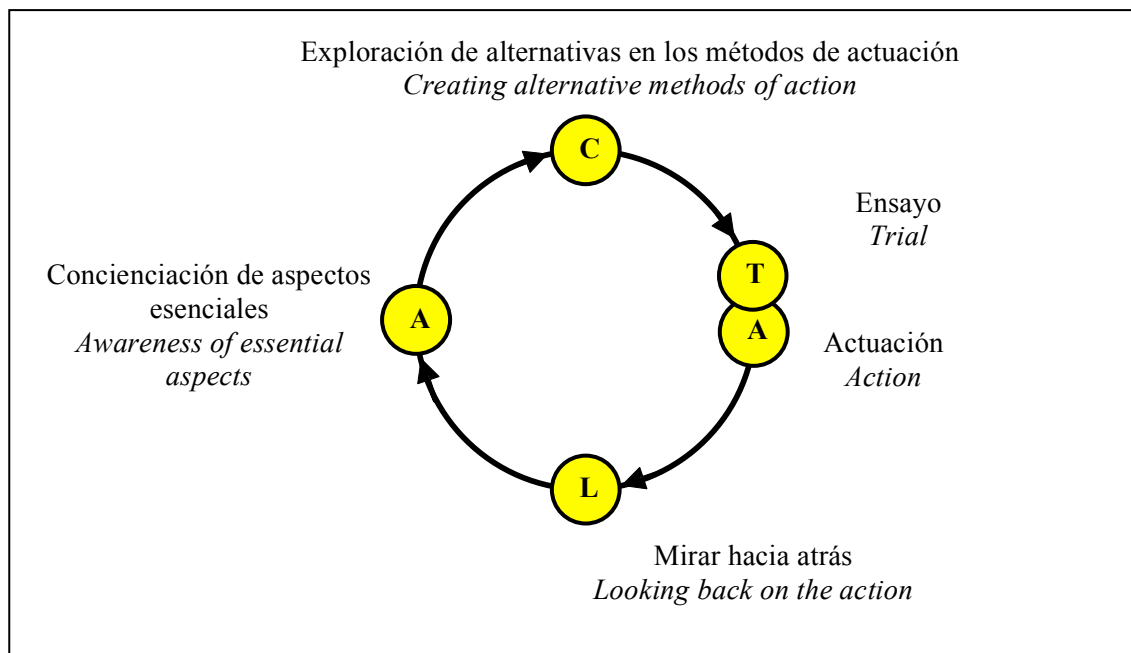 Exploración de alternativas en los métodos de actuación
Creating alternative methods of action
C
Ensayo
Trial
T
Concienciación de aspectos
esenciales
Awareness of essential
aspects
A
A
Actuación
Action
L
Mirar hacia atrás
Looking back on the action